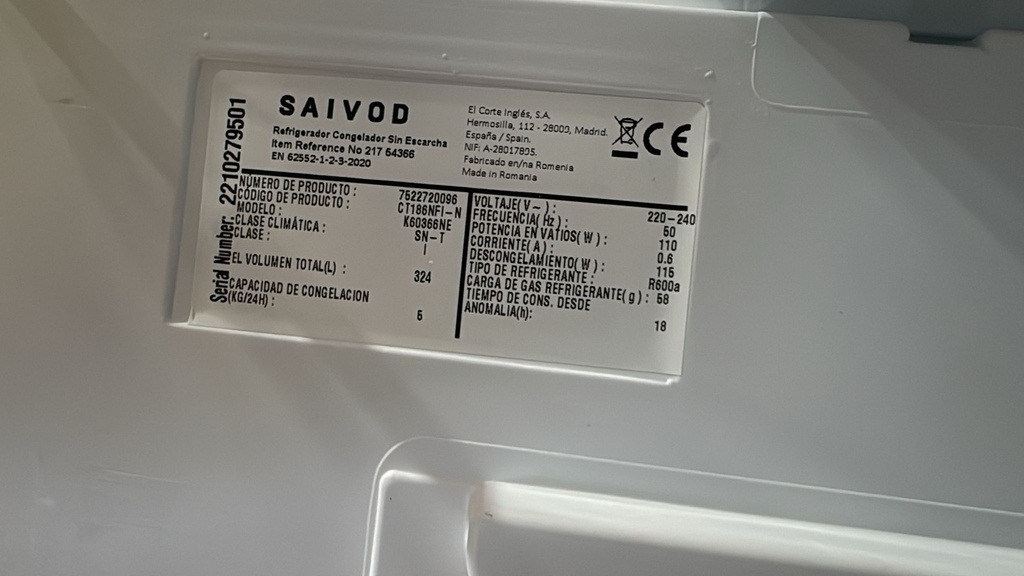 SAIVOD
Refrigerador Congelador Sin Escarcha
Item Reference No 217 64366
EN 62552-1-2-3-2020
El Corte Inglés, S.A.
Hermosilla, 112 - 28009, Madrid.
España / Spain.
NIF: A-28017895.
Fabricado en/na Romenia
Made in Romania
CE
Serial Number: 2210279501
NÚMERO DE PRODUCTO : 7522720096
CÓDIGO DE PRODUCTO : CT186NFI-N
MODELO : K60366NE
CLASE CLIMÁTICA : SN-T
CLASE : I
EL VOLUMEN TOTAL(L) : 324
CAPACIDAD DE CONGELACION
(KG/24H) : 5
VOLTAJE( V ~ ) : 220-240
FRECUENCIA( Hz ) : 50
POTENCIA EN VATIOS( W ) : 110
CORRIENTE( A ) : 0.6
DESCONGELAMIENTO( W ) : 115
TIPO DE REFRIGERANTE : R600a
CARGA DE GAS REFRIGERANTE( g ) : 58
TIEMPO DE CONS. DESDE
ANOMALIA(h): 18